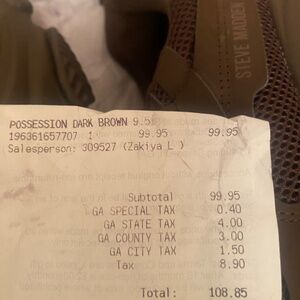 STEVE MADDEN
POSSESSION DARK BROWN 9.5
196361657707 1 99.95 99.95
Salesperson: 309527 (Zakiya L )
Subtotal 99.95
GA SPECIAL TAX 0.40
GA STATE TAX 4.00
GA COUNTY TAX 3.00
GA CITY TAX 1.50
Tax 8.90
Total: 108.85